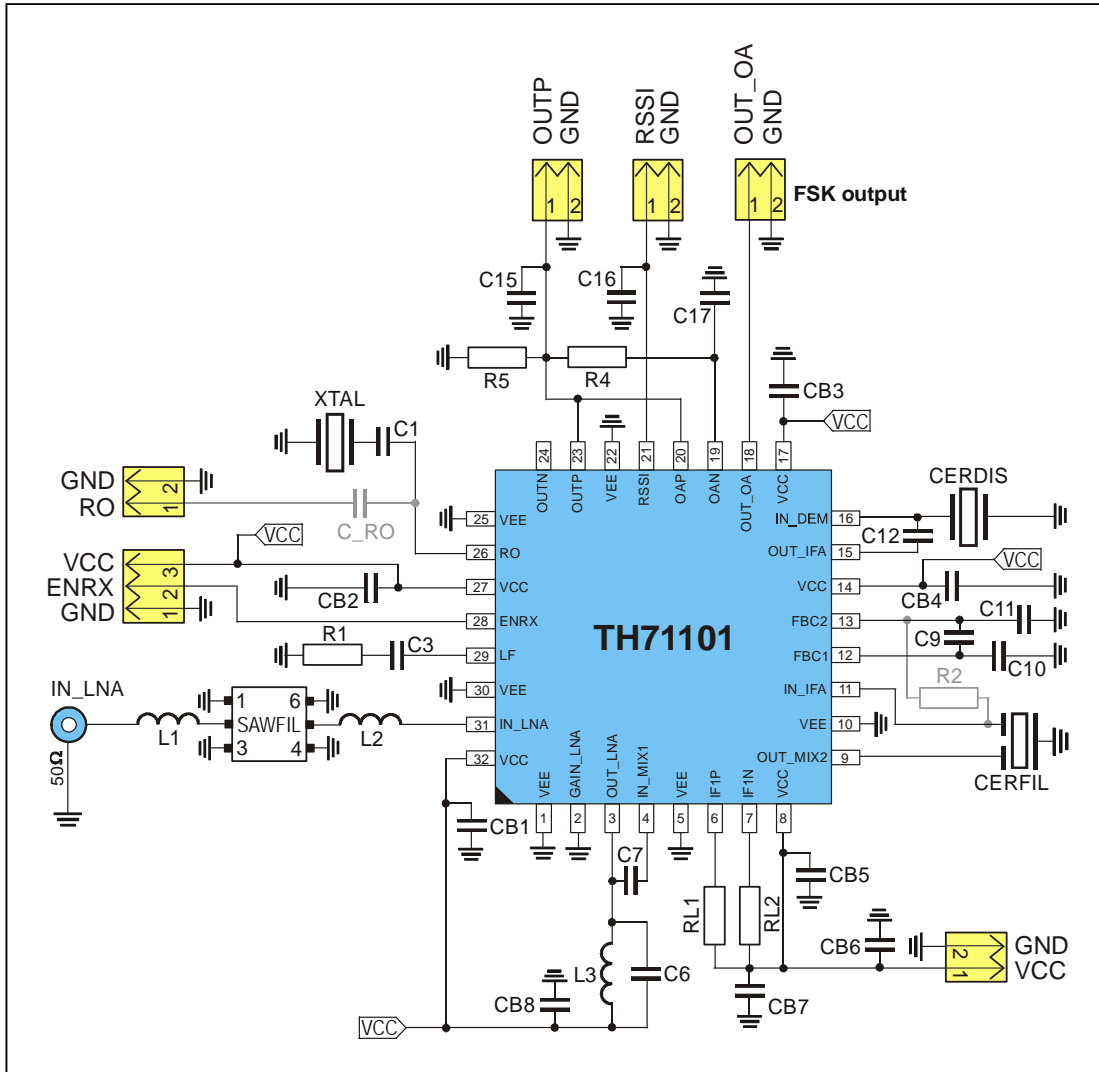 OUTP
GND
RSSI
GND
OUT_OA
GND
1
2
1
2
1
2
FSK output
C15
C16
C17
R5
R4
CB3
VCC
XTAL
C1
GND
RO
2
1
C_RO
24
23
22
21
20
19
18
17
OUTN
OUTP
VEE
RSSI
OAP
OAN
OUT_OA
VCC
CERDIS
25
VEE
IN_DEM
16
C12
26
RO
OUT_IFA
15
VCC
VCC
ENRX
GND
3
2
1
VCC
CB2
27
VCC
VCC
14
CB4
VCC
28
ENRX
TH71101
FBC2
13
C11
C9
R1
C3
29
LF
FBC1
12
C10
30
VEE
IN_IFA
11
R2
IN_LNA
50Ω
L1
1
6
SAWFIL
3
4
L2
31
IN_LNA
VEE
10
32
VCC
OUT_MIX2
9
CERFIL
VEE
GAIN_LNA
OUT_LNA
IN_MIX1
VEE
IF1P
IF1N
VCC
1
2
3
4
5
6
7
8
CB1
C7
CB5
RL1
RL2
CB6
2
1
GND
VCC
L3
C6
CB8
CB7
VCC